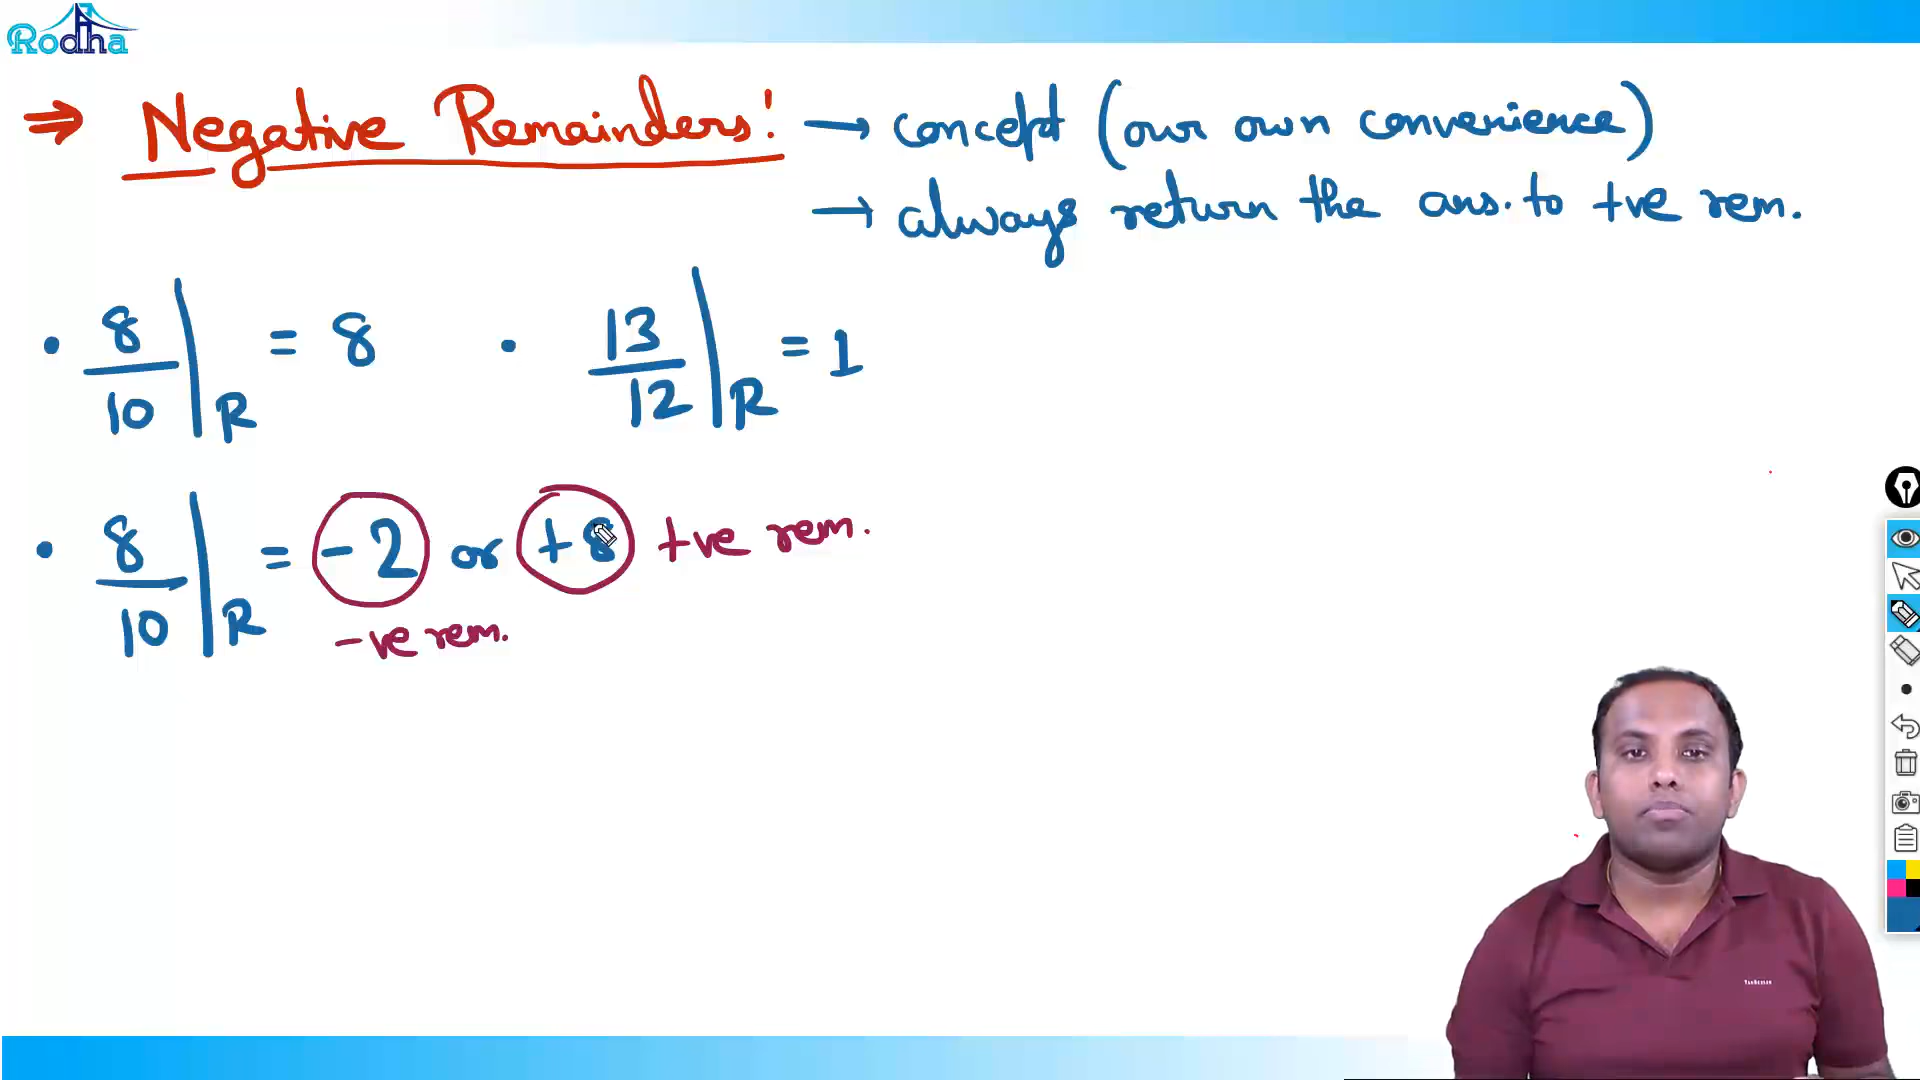 Rodha
⇒ Negative Remainders! → concept (our own convenience)
→ always return the ans. to +ve rem.
• 8/10 |R = 8 • 13/12 |R = 1
• 8/10 |R = -2 or +8 +ve rem.
-ve rem.